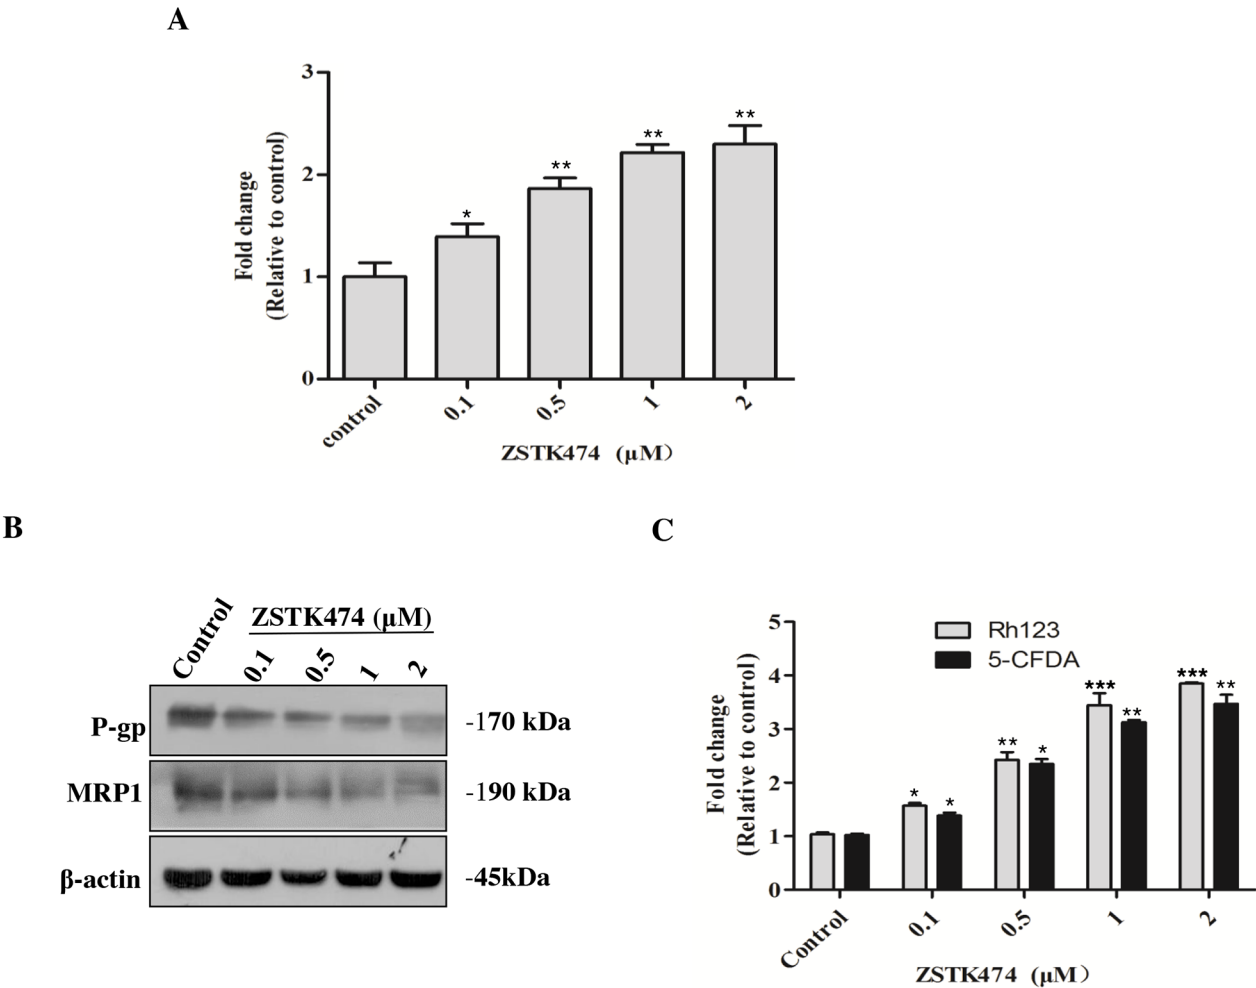 A
3
2
1
0
Fold change
(Relative to control)
*
**
**
**
control
0.1
0.5
1
2
ZSTK474 (μM)
B
Control
ZSTK474 (μM)
0.1
0.5
1
2
P-gp
-170 kDa
MRP1
-190 kDa
β-actin
-45kDa
C
Rh123
5-CFDA
5
4
3
2
1
0
Fold change
(Relative to control)
*
*
**
*
***
**
***
**
Control
0.1
0.5
1
2
ZSTK474 (μM)